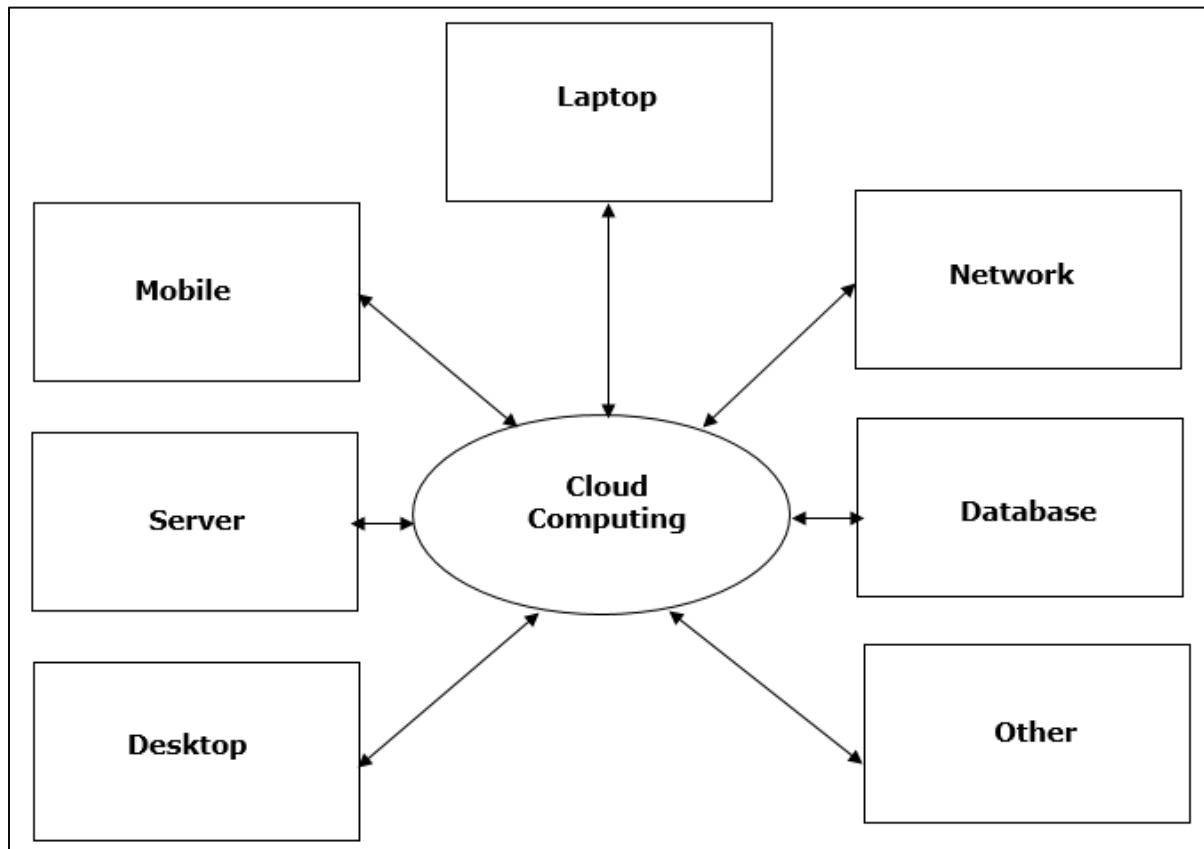 Laptop
Mobile
Network
Server
Cloud
Computing
Database
Desktop
Other